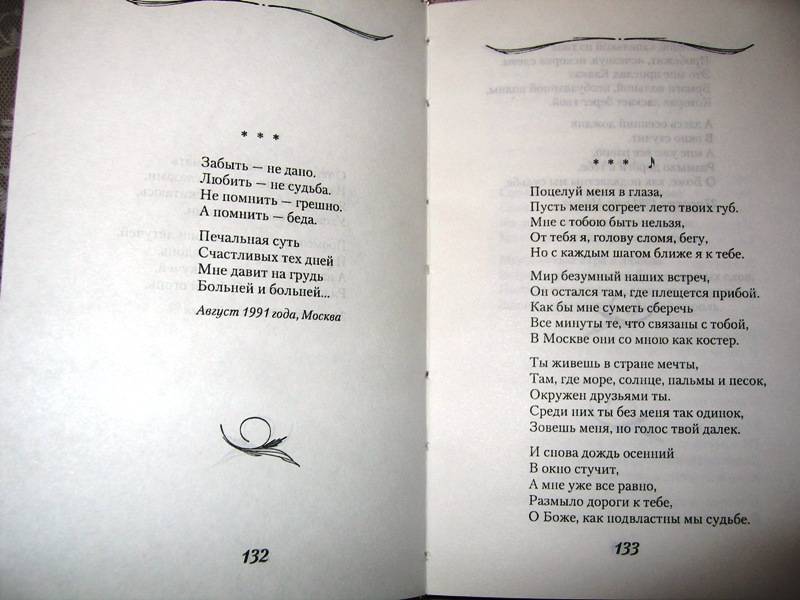 * * *
Забыть — не дано.
Любить — не судьба.
Не помнить — грешно.
А помнить — беда.
Печальная суть
Счастливых тех дней
Мне давит на грудь
Больней и больней...
Август 1991 года, Москва
132
* * * ♪
Поцелуй меня в глаза,
Пусть меня согреет лето твоих губ.
Мне с тобою быть нельзя,
От тебя я, голову сломя, бегу,
Но с каждым шагом ближе я к тебе.
Мир безумный наших встреч,
Он остался там, где плещется прибой.
Как бы мне суметь сберечь
Все минуты те, что связаны с тобой,
В Москве они со мною как костер.
Ты живешь в стране мечты,
Там, где море, солнце, пальмы и песок,
Окружен друзьями ты.
Среди них ты без меня так одинок,
Зовешь меня, но голос твой далек.
И снова дождь осенний
В окно стучит,
А мне уже все равно,
Размыло дороги к тебе,
О Боже, как подвластны мы судьбе.
133